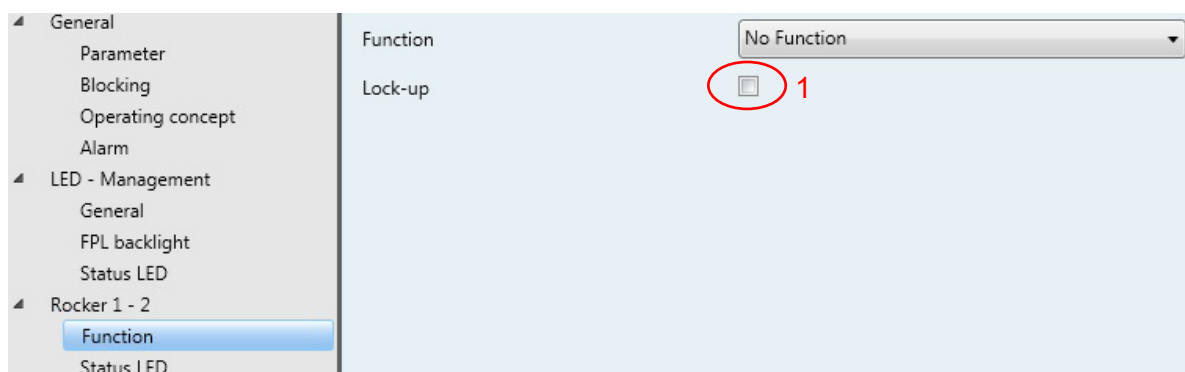 General
Parameter
Blocking
Operating concept
Alarm
LED - Management
General
FPL backlight
Status LED
Rocker 1 - 2
Function
Status LED
Function No Function
Lock-up 1